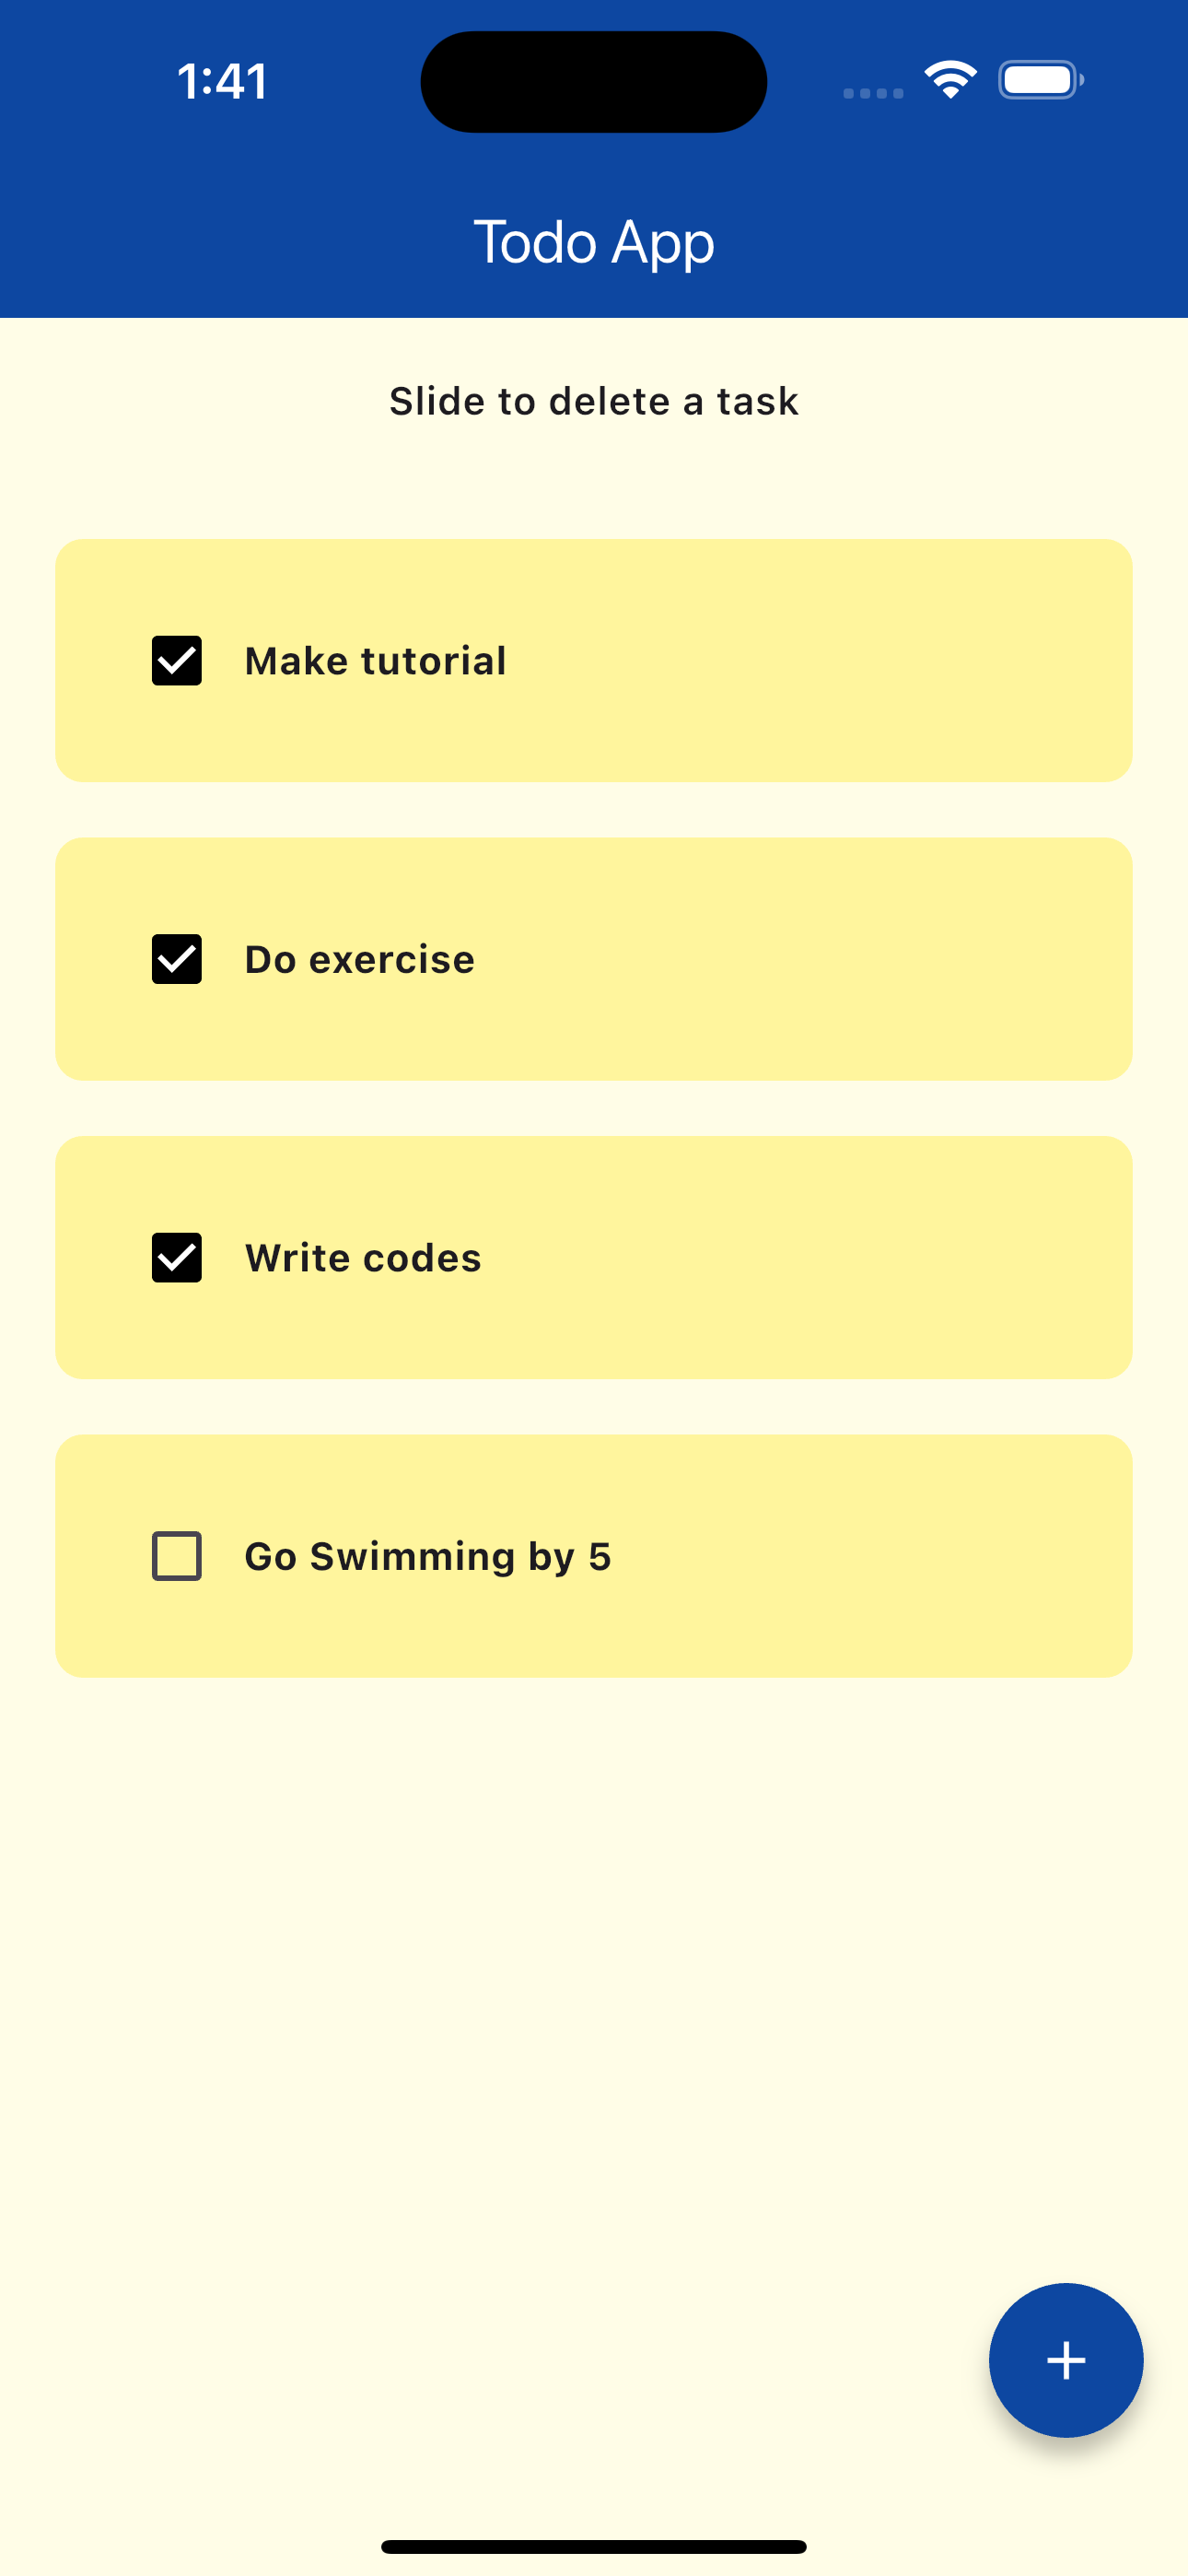 1:41
Todo App
Slide to delete a task
Make tutorial
Do exercise
Write codes
Go Swimming by 5